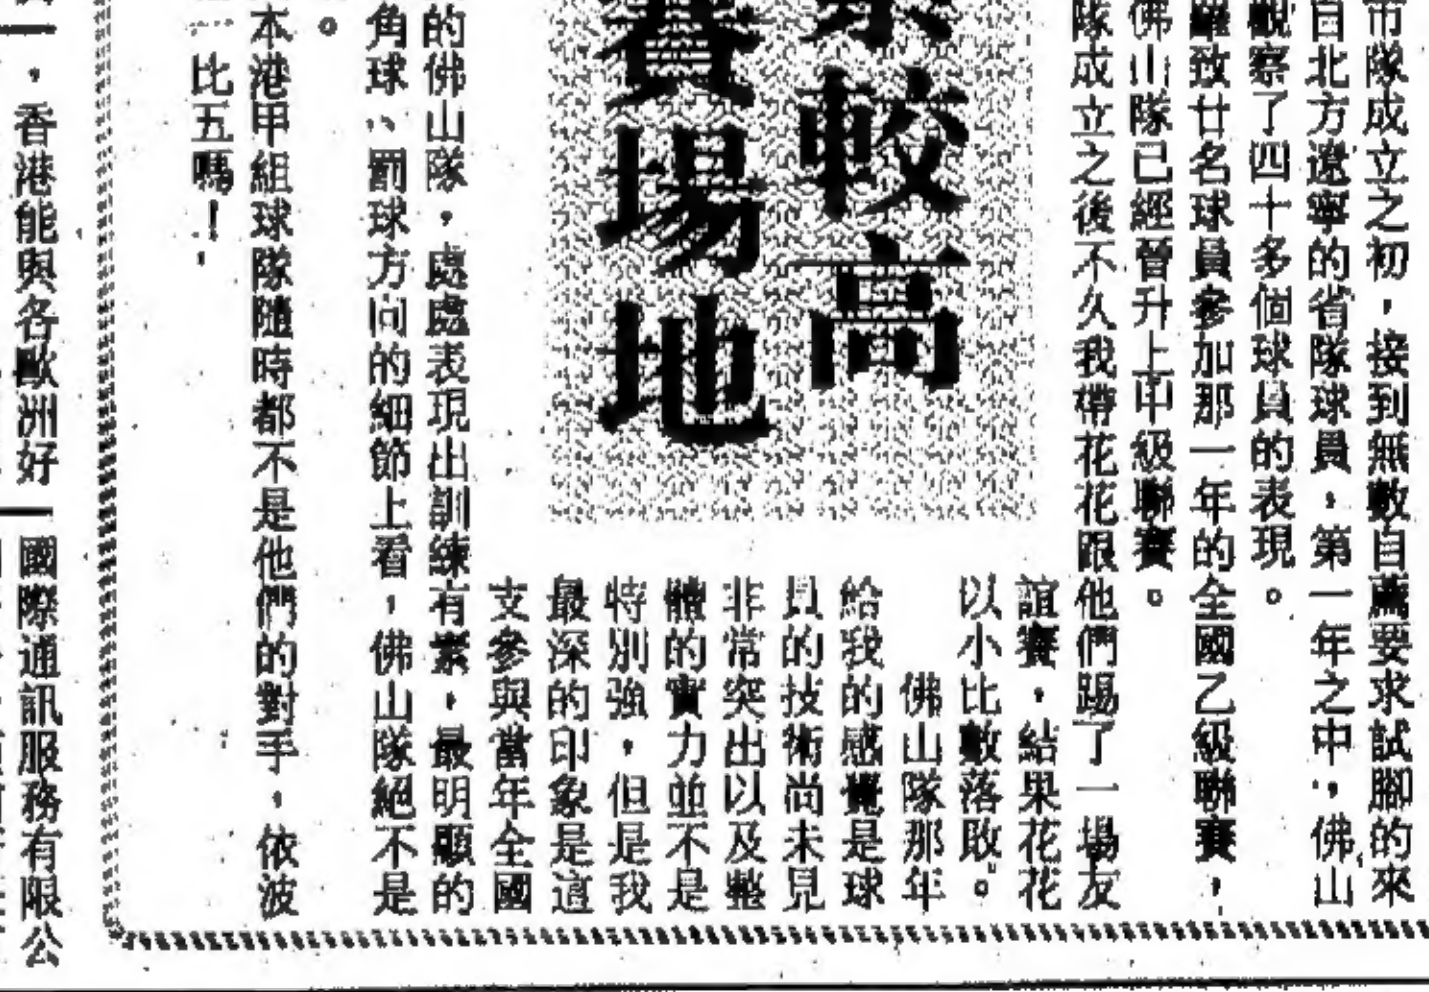 市隊成立之初，接到無數自薦要求試腳的來
自北方遼寧的省隊球員，第一年之中，佛山
觀察了四十多個球員的表現。
羅致廿名球員參加那一年的全國乙級聯賽，
佛山隊已經晉升上甲級聯賽。
隊成立之後不久我帶花花跟他們踢了一場友
誼賽，結果花花
以小比數落敗。
佛山隊那年
給我的感覺是球
員的技術尚未見
非常突出以及整
體的實力並不是
特別強，但是我
最深的印象是這
支參與當年全國
較高
賽場地
的佛山隊，處處表現出訓練有素，最明顯的
角球、罰球方向的細節上看，佛山隊絕不是
。
本港甲組球隊隨時都不是他們的對手，依波
比五嗎！
一，香港能與各歐洲好
國際通訊服務有限公